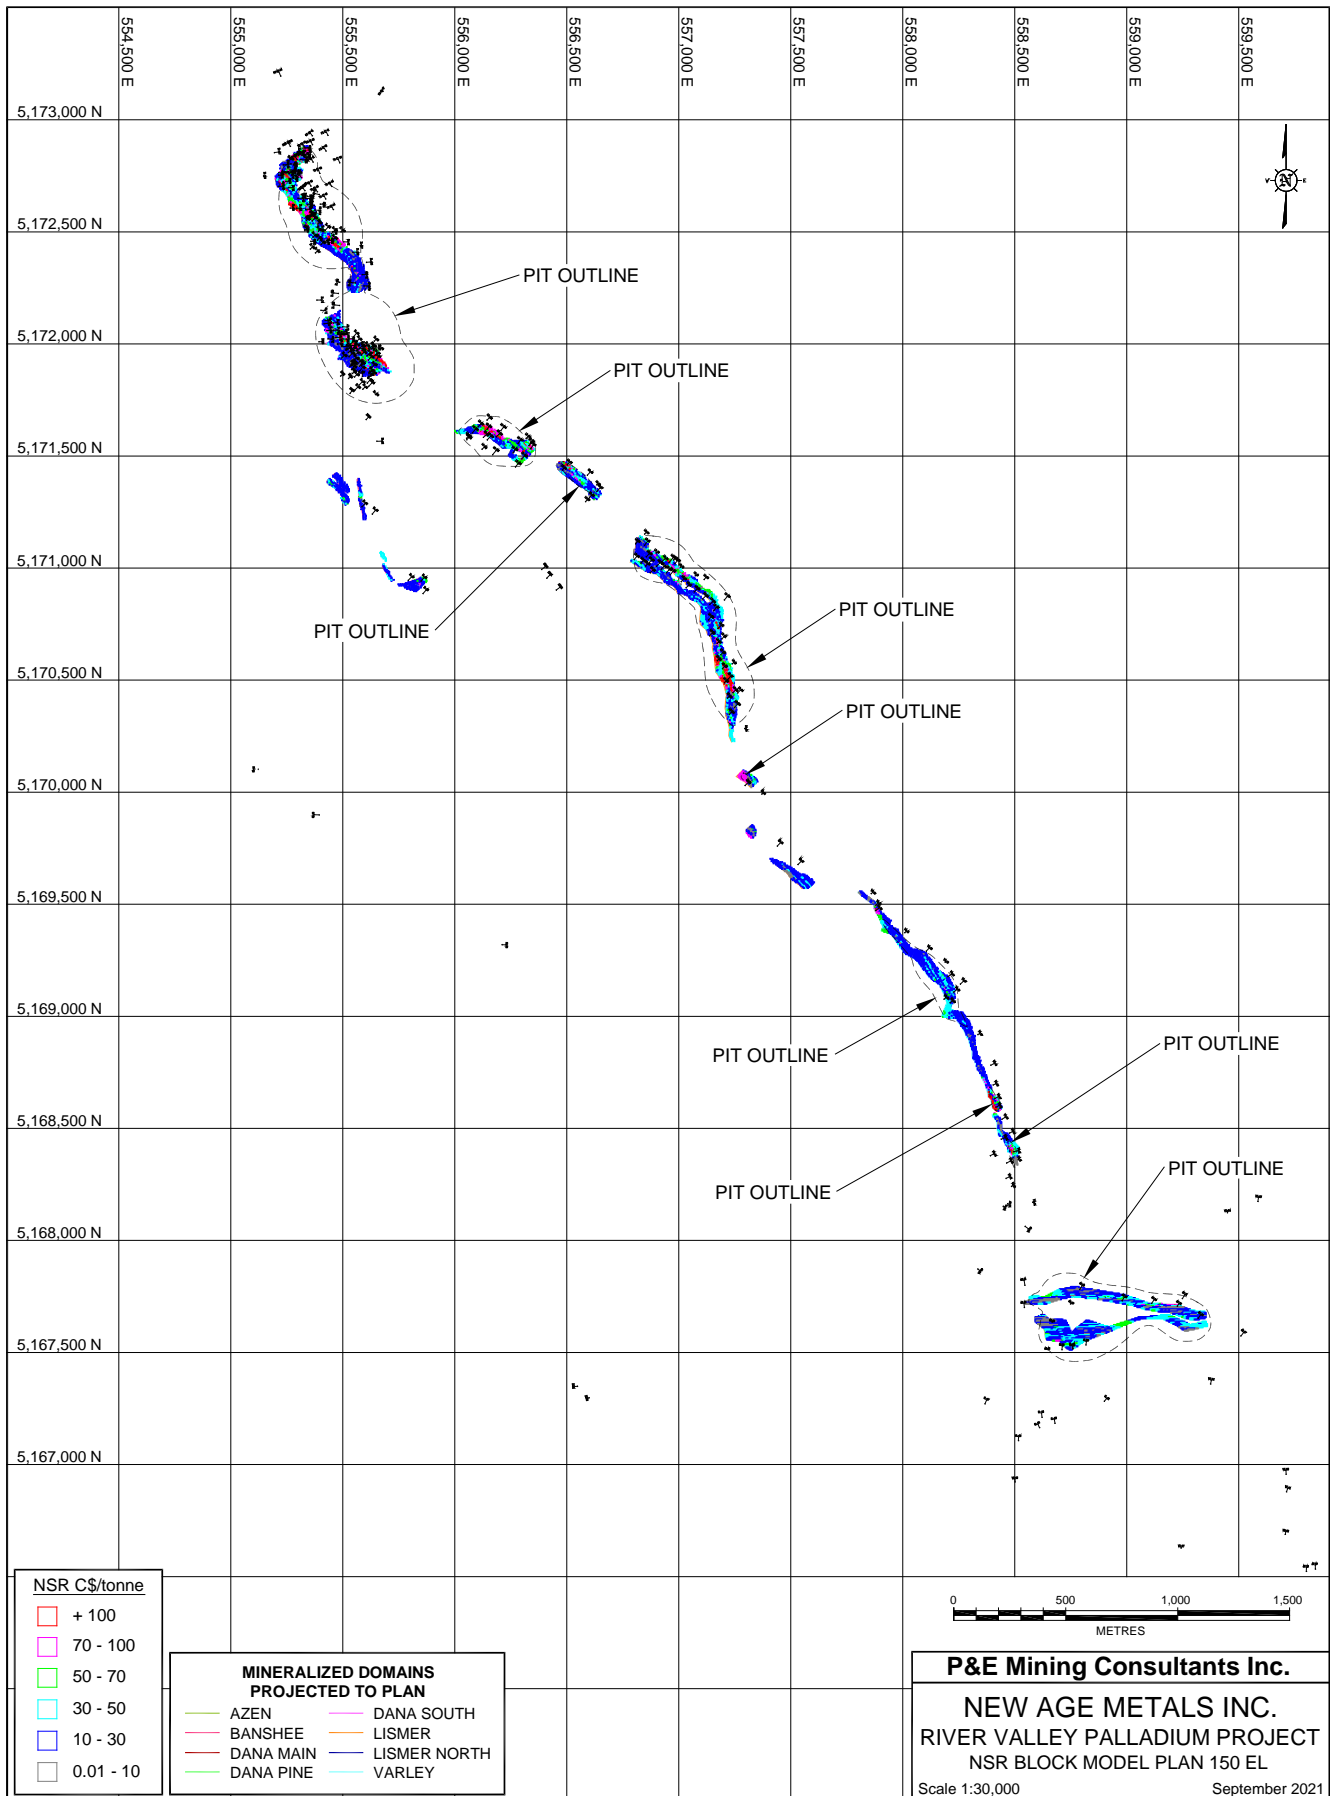 554,500 E
555,000 E
555,500 E
556,000 E
556,500 E
557,000 E
557,500 E
558,000 E
558,500 E
559,000 E
559,500 E
5,173,000 N
N
E
5,172,500 N
PIT OUTLINE
5,172,000 N
PIT OUTLINE
5,171,500 N
5,171,000 N
PIT OUTLINE
PIT OUTLINE
5,170,500 N
PIT OUTLINE
5,170,000 N
5,169,500 N
5,169,000 N
PIT OUTLINE
PIT OUTLINE
5,168,500 N
PIT OUTLINE
PIT OUTLINE
5,168,000 N
5,167,500 N
5,167,000 N
NSR C$/tonne
+ 100
70 - 100
50 - 70
30 - 50
10 - 30
0.01 - 10
MINERALIZED DOMAINS
PROJECTED TO PLAN
AZEN
BANSHEE
DANA MAIN
DANA PINE
DANA SOUTH
LISMER
LISMER NORTH
VARLEY
0 500 1,000 1,500
METRES
P&E Mining Consultants Inc.
NEW AGE METALS INC.
RIVER VALLEY PALLADIUM PROJECT
NSR BLOCK MODEL PLAN 150 EL
Scale 1:30,000 September 2021